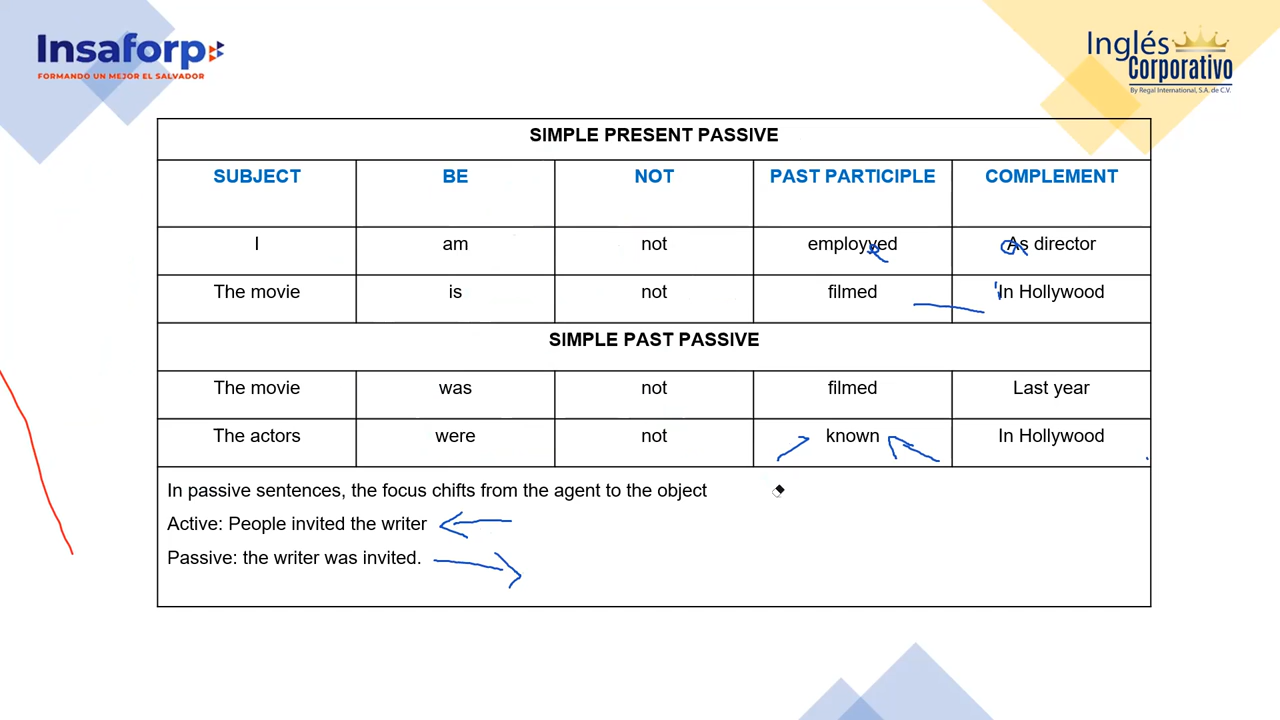 Insaforp
FORMANDO UN MEJOR EL SALVADOR
Inglés
Corporativo
By Regal International, S.A. de C.V.
SIMPLE PRESENT PASSIVE
SUBJECT BE NOT PAST PARTICIPLE COMPLEMENT
I am not employyed As director
The movie is not filmed In Hollywood
SIMPLE PAST PASSIVE
The movie was not filmed Last year
The actors were not known In Hollywood
In passive sentences, the focus chifts from the agent to the object
Active: People invited the writer
Passive: the writer was invited.